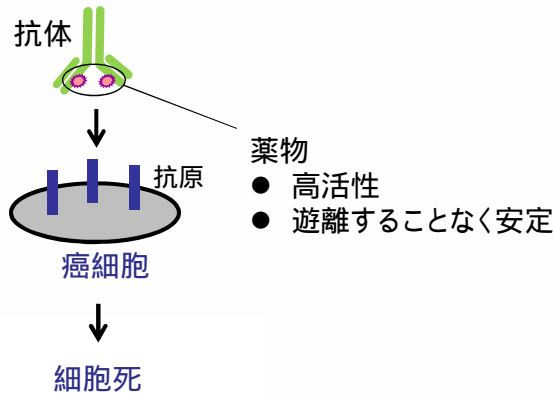 抗体
薬物
● 高活性
● 遊離することなく安定
抗原
癌細胞
細胞死